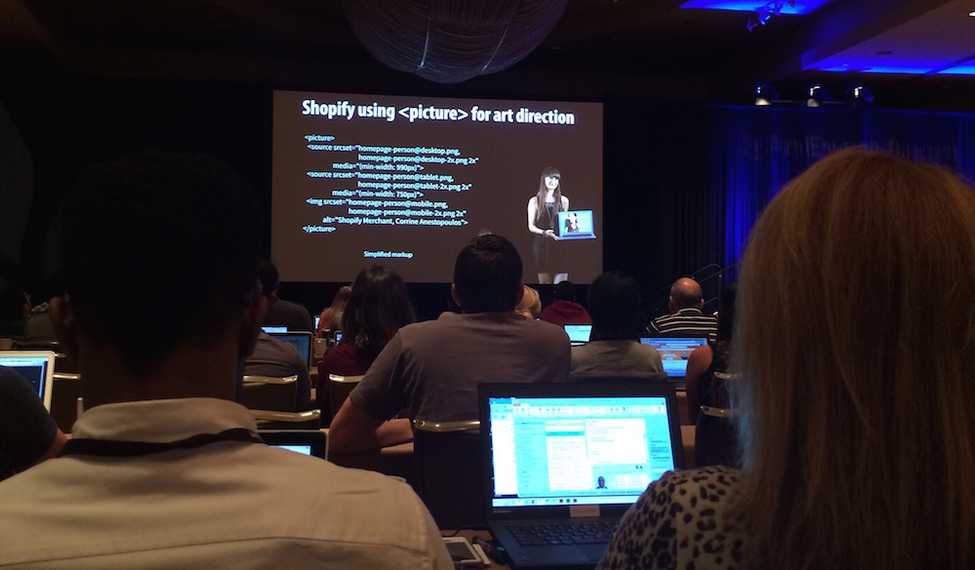 Shopify using <picture> for art direction
<picture>
<source srcset="homepage-person@desktop.png,
homepage-person@desktop-2x.png 2x"
media="(min-width: 990px)">
<source srcset="homepage-person@tablet.png,
homepage-person@tablet-2x.png 2x"
media="(min-width: 750px)">
<img srcset="homepage-person@mobile.png,
homepage-person@mobile-2x.png 2x"
alt="Shopify Merchant, Corrine Anestopoulos">
</picture>
Simplified markup